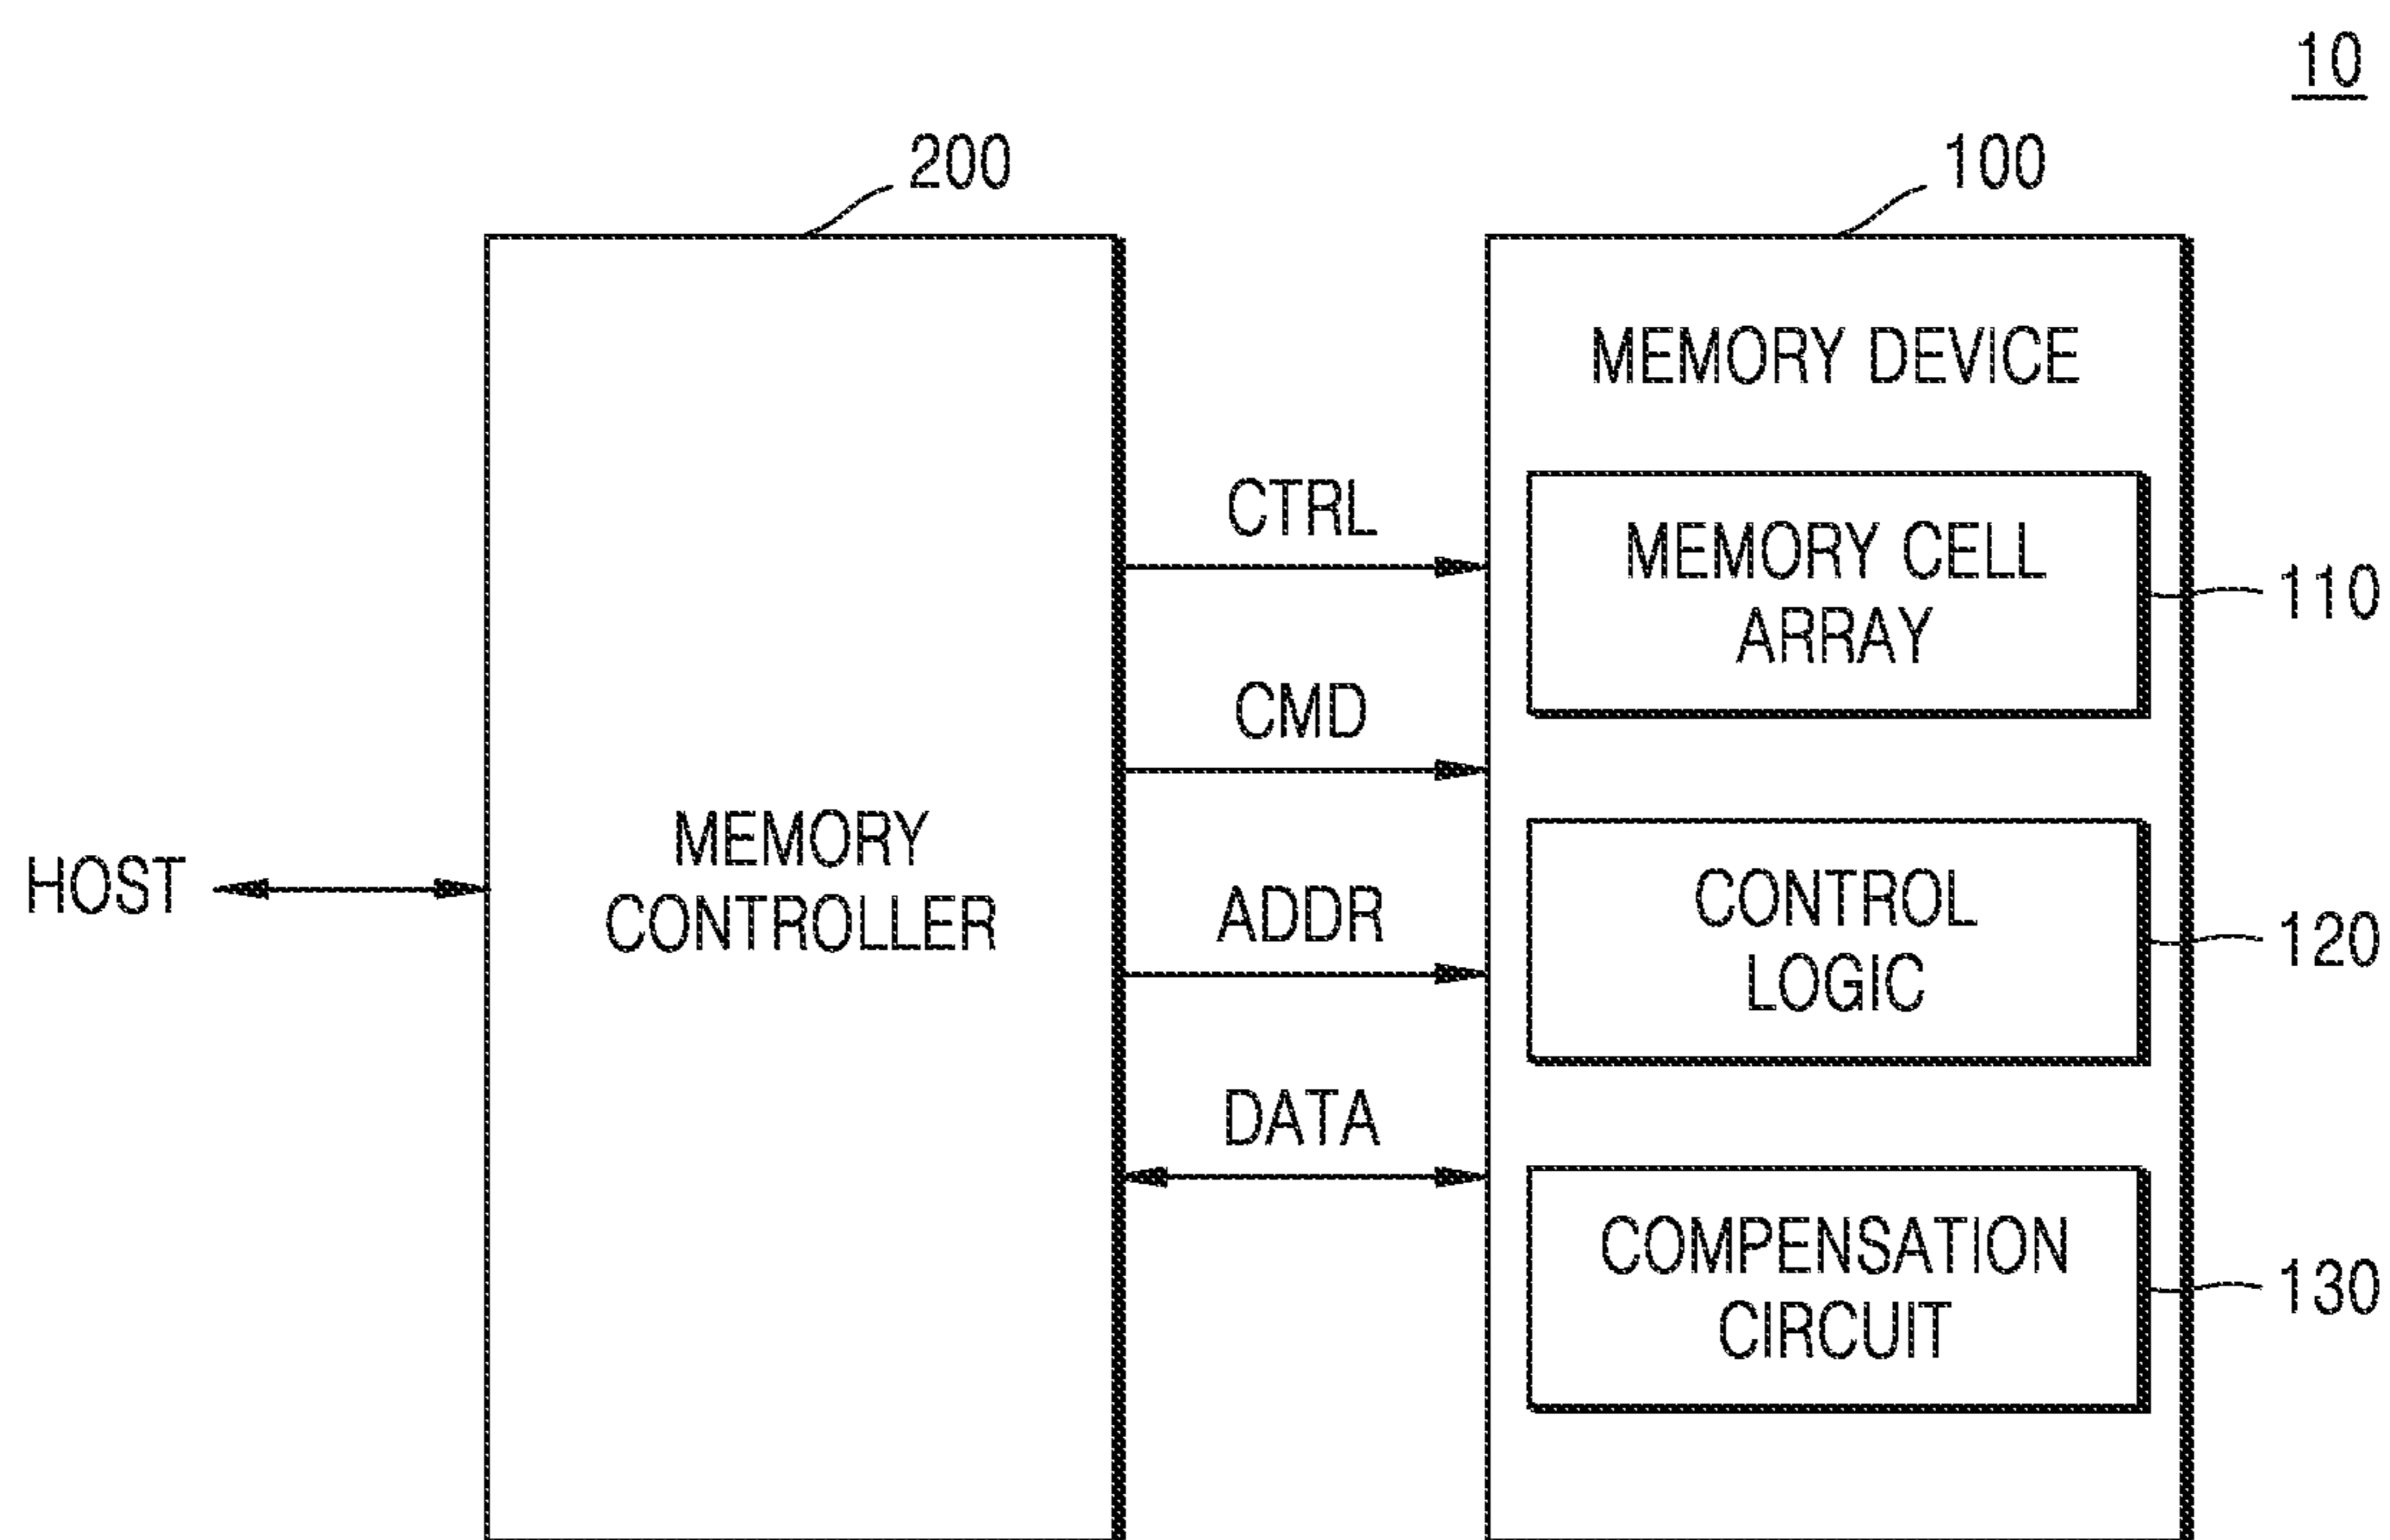 10
200
100
MEMORY DEVICE
CTRL
MEMORY CELL
ARRAY
110
CMD
MEMORY
CONTROLLER
HOST
ADDR
CONTROL
LOGIC
120
DATA
COMPENSATION
CIRCUIT
130